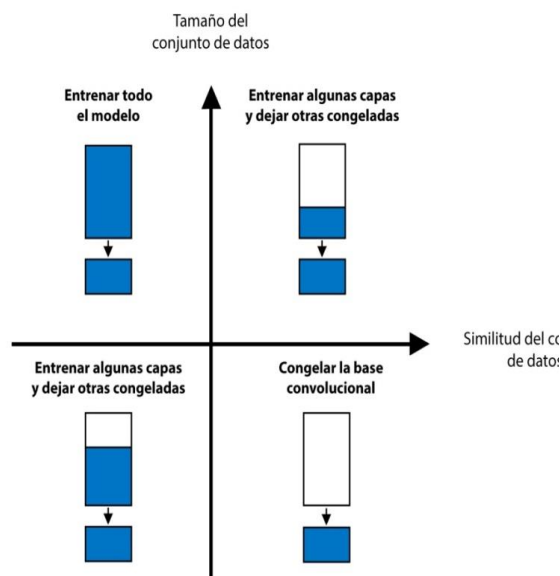 Tamaño del
conjunto de datos
Entrenar todo
el modelo
Entrenar algunas capas
y dejar otras congeladas
Similitud del co
de datos
Entrenar algunas capas
y dejar otras congeladas
Congelar la base
convolucional